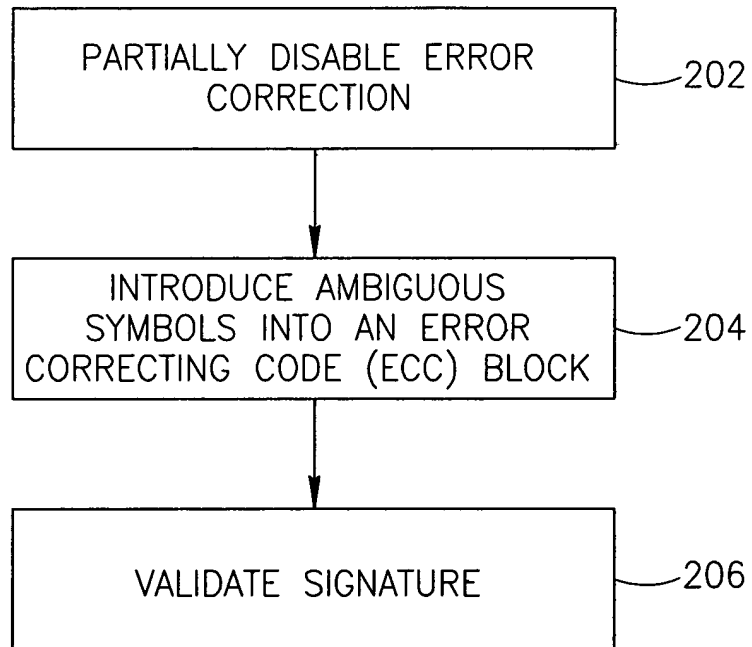 PARTIALLY DISABLE ERROR
CORRECTION
202
INTRODUCE AMBIGUOUS
SYMBOLS INTO AN ERROR
CORRECTING CODE (ECC) BLOCK
204
VALIDATE SIGNATURE
206